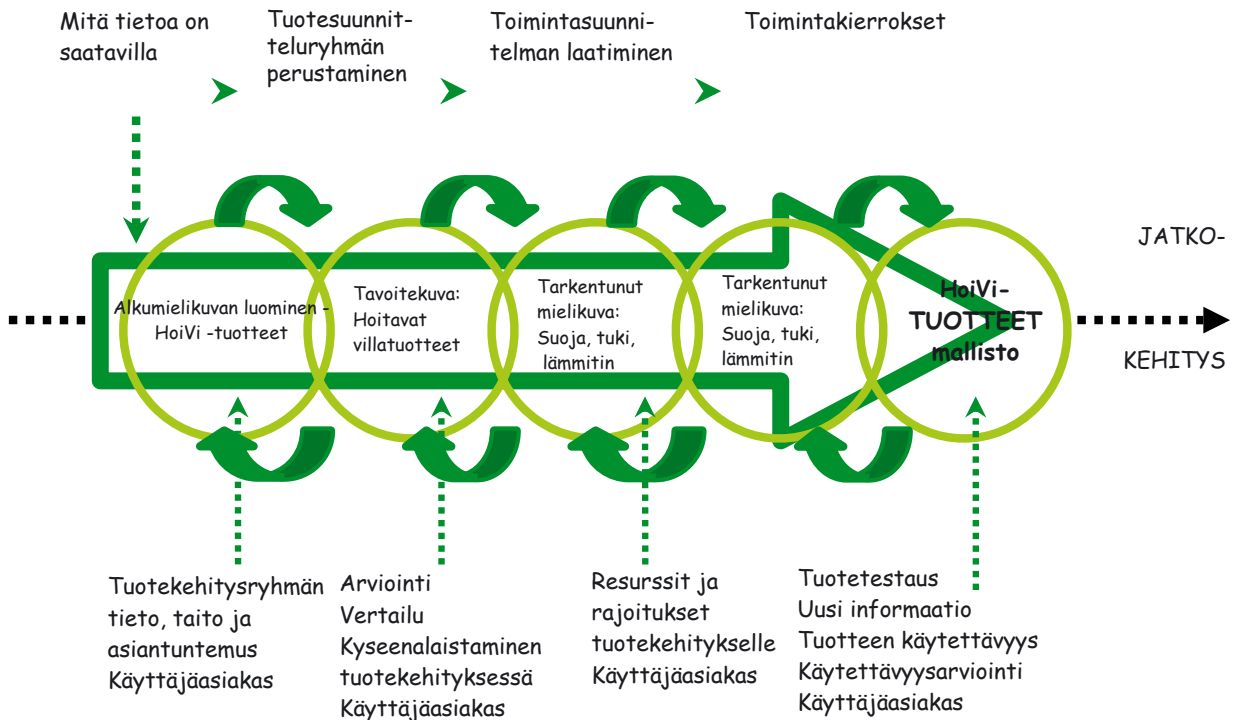 Mitä tietoa on
saatavilla
Tuotesuunnit-
teluryhmän
perustaminen
Toimintasuunni-
telman laatiminen
Toimintakierrokset
Alkumielikuvan luominen -
HoiVi -tuotteet
Tavoitekuva:
Hoitavat
villatuotteet
Tarkentunut
mielikuva:
Suoja, tuki,
lämmitin
Tarkentunut
mielikuva:
Suoja, tuki,
lämmitin
HoiVi-
TUOTTEET
mallisto
JATKO-
KEHITYS
Tuotekehitysryhmän
tieto, taito ja
asiantuntemus
Käyttäjäasiakas
Arviointi
Vertailu
Kyseenalaistaminen
tuotekehityksessä
Käyttäjäasiakas
Resurssit ja
rajoitukset
tuotekehitykselle
Käyttäjäasiakas
Tuotetestaus
Uusi informaatio
Tuotteen käytettävyys
Käytettävyysarviointi
Käyttäjäasiakas